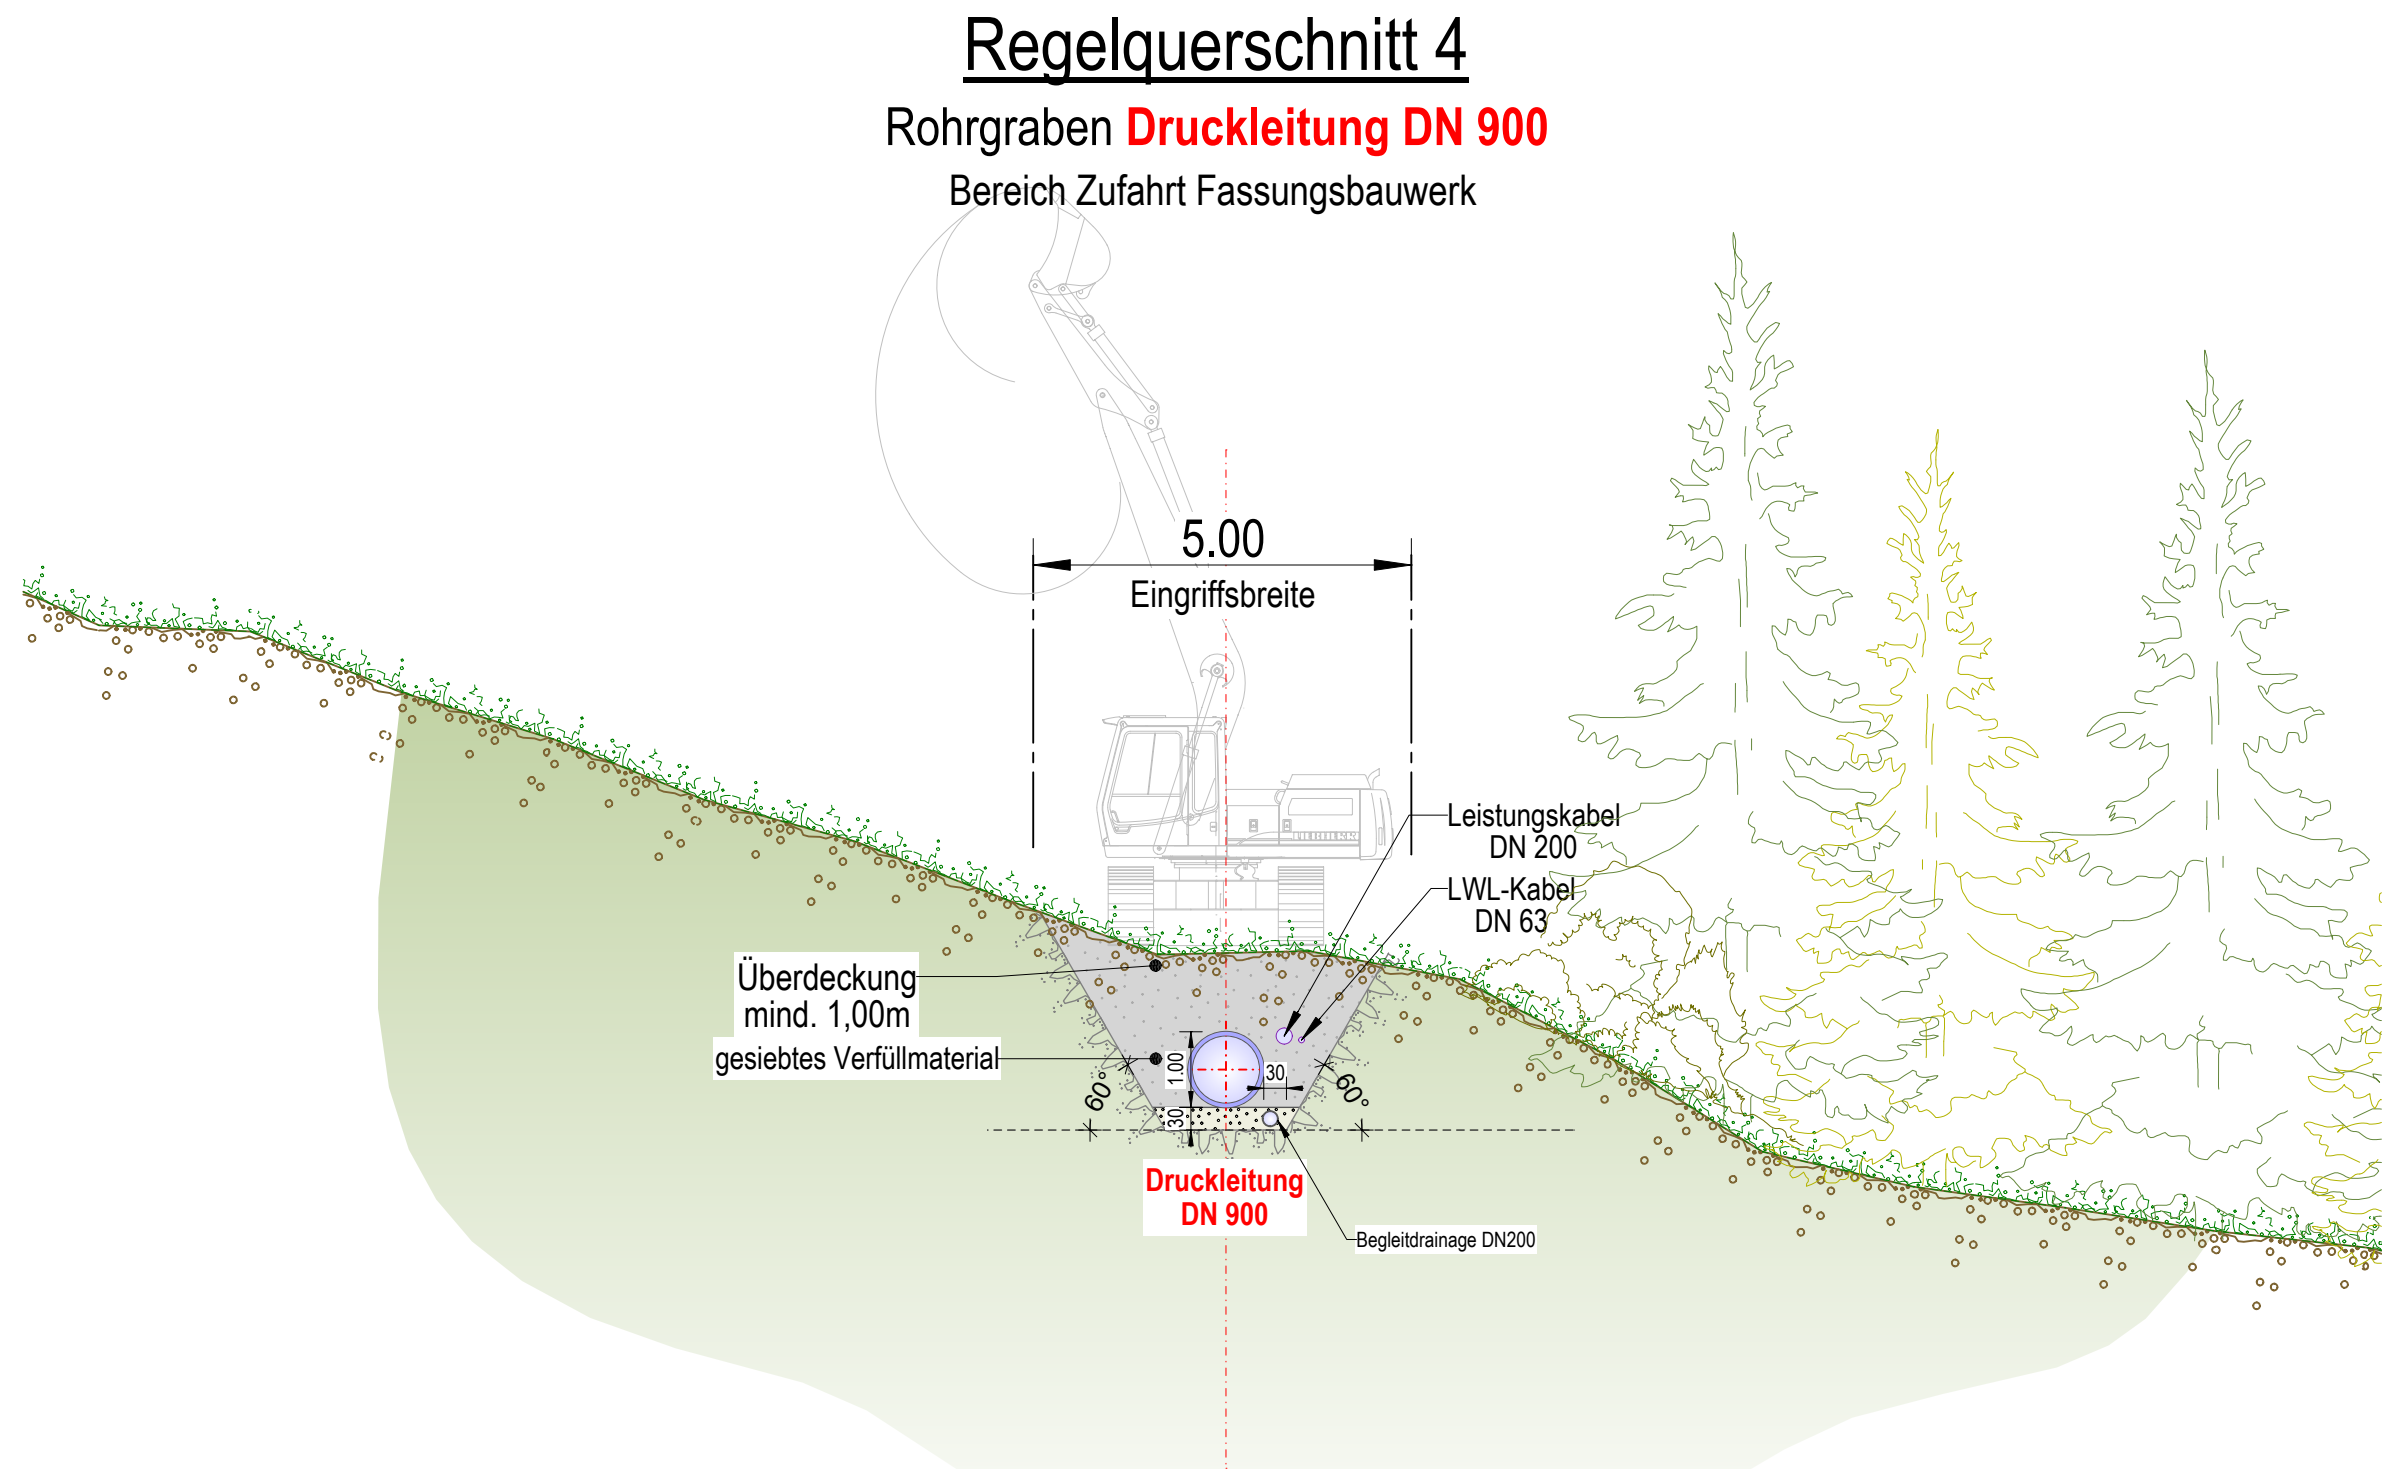 Regelquerschnitt 4
Rohrgraben Druckleitung DN 900
Bereich Zufahrt Fassungsbauwerk
5.00
Eingriffsbreite
Leistungskabel
DN 200
LWL-Kabel
DN 63
Überdeckung
mind. 1,00m
gesiebtes Verfüllmaterial
1.00
30
30
60°
60°
Druckleitung
DN 900
Begleitdrainage DN200
LIEBHERR